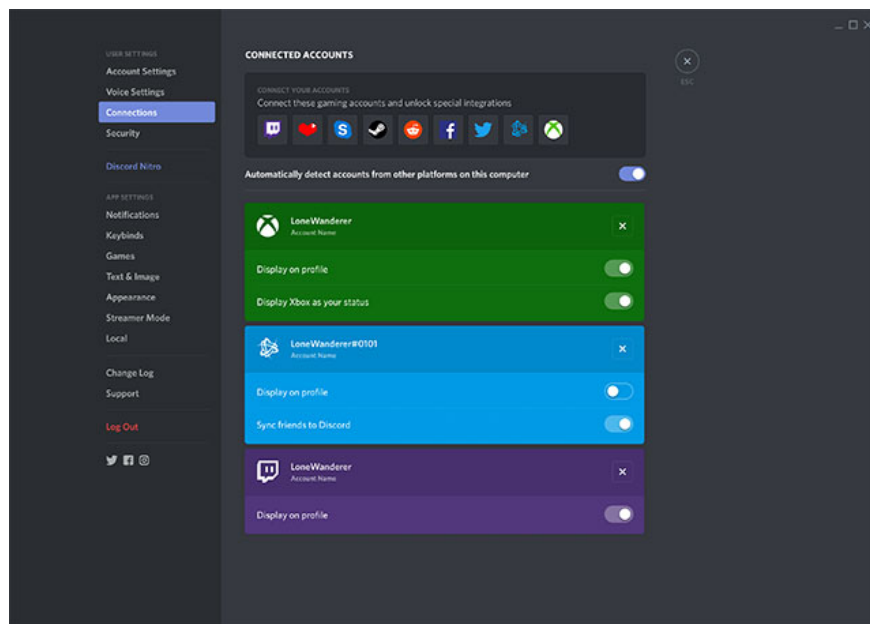 USER SETTINGS
Account Settings
Voice Settings
Connections
Security
Discord Nitro
APP SETTINGS
Notifications
Keybinds
Games
Text & Image
Appearance
Streamer Mode
Local
Change Log
Support
Log Out
CONNECTED ACCOUNTS
CONNECT YOUR ACCOUNTS
Connect these gaming accounts and unlock special integrations
Automatically detect accounts from other platforms on this computer
LoneWanderer
Account Name
Display on profile
Display Xbox as your status
LoneWanderer#0101
Account Name
Display on profile
Sync friends to Discord
LoneWanderer
Account Name
Display on profile
ESC